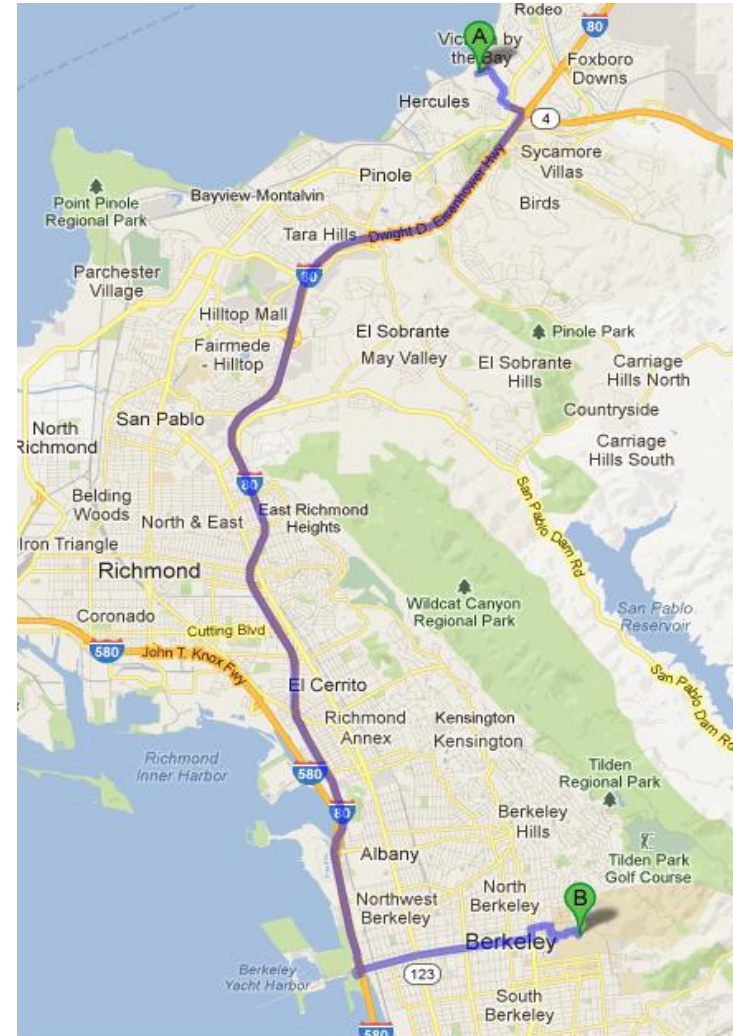 Rodeo
80
A
Vic
by
the Bay
Foxboro
Downs
Hercules
4
Sycamore
Villas
Pinole
Birds
Point Pinole
Regional Park
Bayview-Montalvin
Tara Hills
Dwight D. Eisenhower Hwy
Parchester
Village
80
Hilltop Mall
El Sobrante
Pinole Park
Fairmede
- Hilltop
May Valley
El Sobrante
Hills
Carriage
Hills North
Countryside
North
Richmond
San Pablo
Carriage
Hills South
80
Belding
Woods
North & East
East Richmond
Heights
San Pablo Dam Rd
Iron Triangle
Richmond
Wildcat Canyon
Regional Park
San Pablo
Reservoir
Coronado
Cutting Blvd
580
John T. Knox Fwy
San Pablo Dam Rd
El Cerrito
Richmond
Annex
Kensington
Kensington
Richmond
Inner Harbor
580
Tilden
Regional Park
80
Berkeley
Hills
Albany
Tilden Park
Golf Course
Northwest
Berkeley
North
Berkeley
B
Berkeley
Berkeley
Yacht Harbor
123
South
Berkeley
580